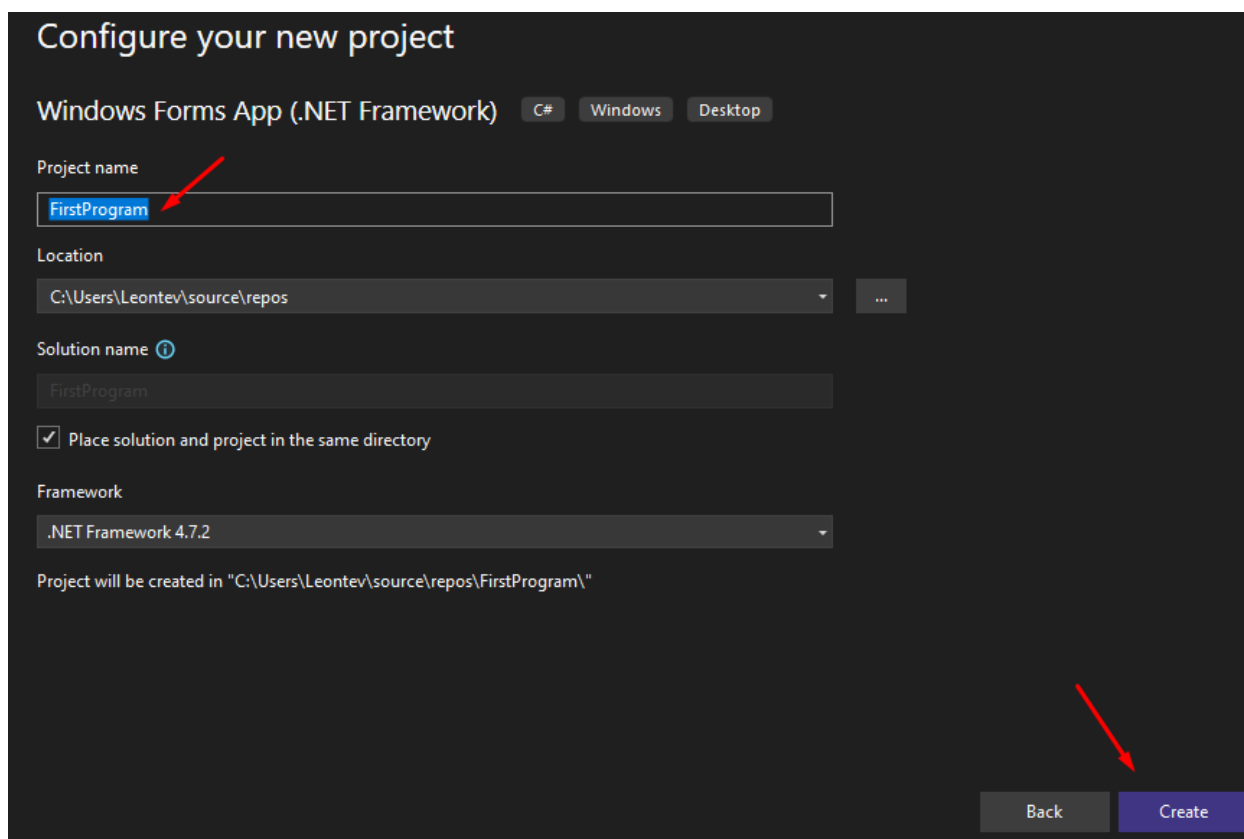 Configure your new project
Windows Forms App (.NET Framework) C# Windows Desktop
Project name
FirstProgram
Location
C:\Users\Leontev\source\repos
...
Solution name
FirstProgram
Place solution and project in the same directory
Framework
.NET Framework 4.7.2
Project will be created in "C:\Users\Leontev\source\repos\FirstProgram\"
Back Create